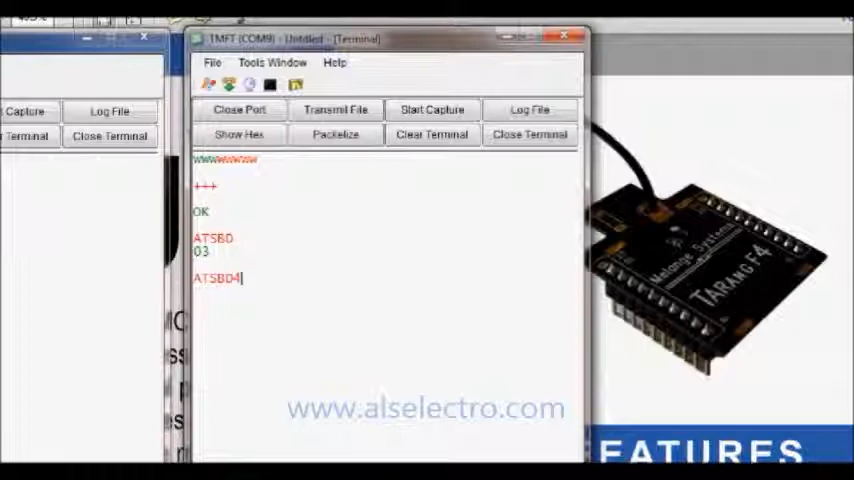 TMFT (COM9) - Untitled - [Terminal]
File Tools Window Help
Close Port Transmit File Start Capture Log File
Show Hex Packetize Clear Terminal Close Terminal
Capture Log File
Terminal Close Terminal
wwwwwwww
+++
OK
ATSBD
03
ATSBD4
Melange Systems
TARANG F4
www.alselectro.com
FEATURES